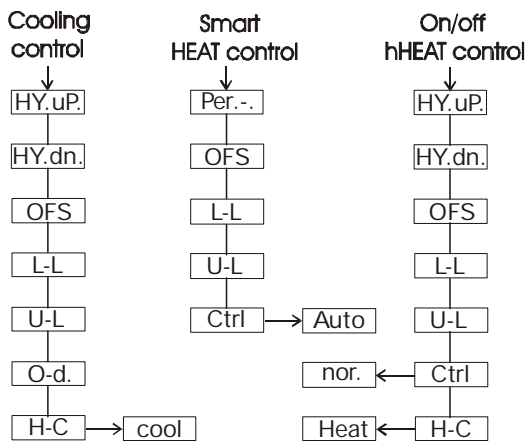 Cooling
control
HY.uP.
HY.dn.
OFS
L-L
U-L
O-d.
H-C
cool
Smart
HEAT control
Per.-.
OFS
L-L
U-L
Ctrl
Auto
On/off
hHEAT control
HY.uP.
HY.dn.
OFS
L-L
U-L
Ctrl
nor.
H-C
Heat